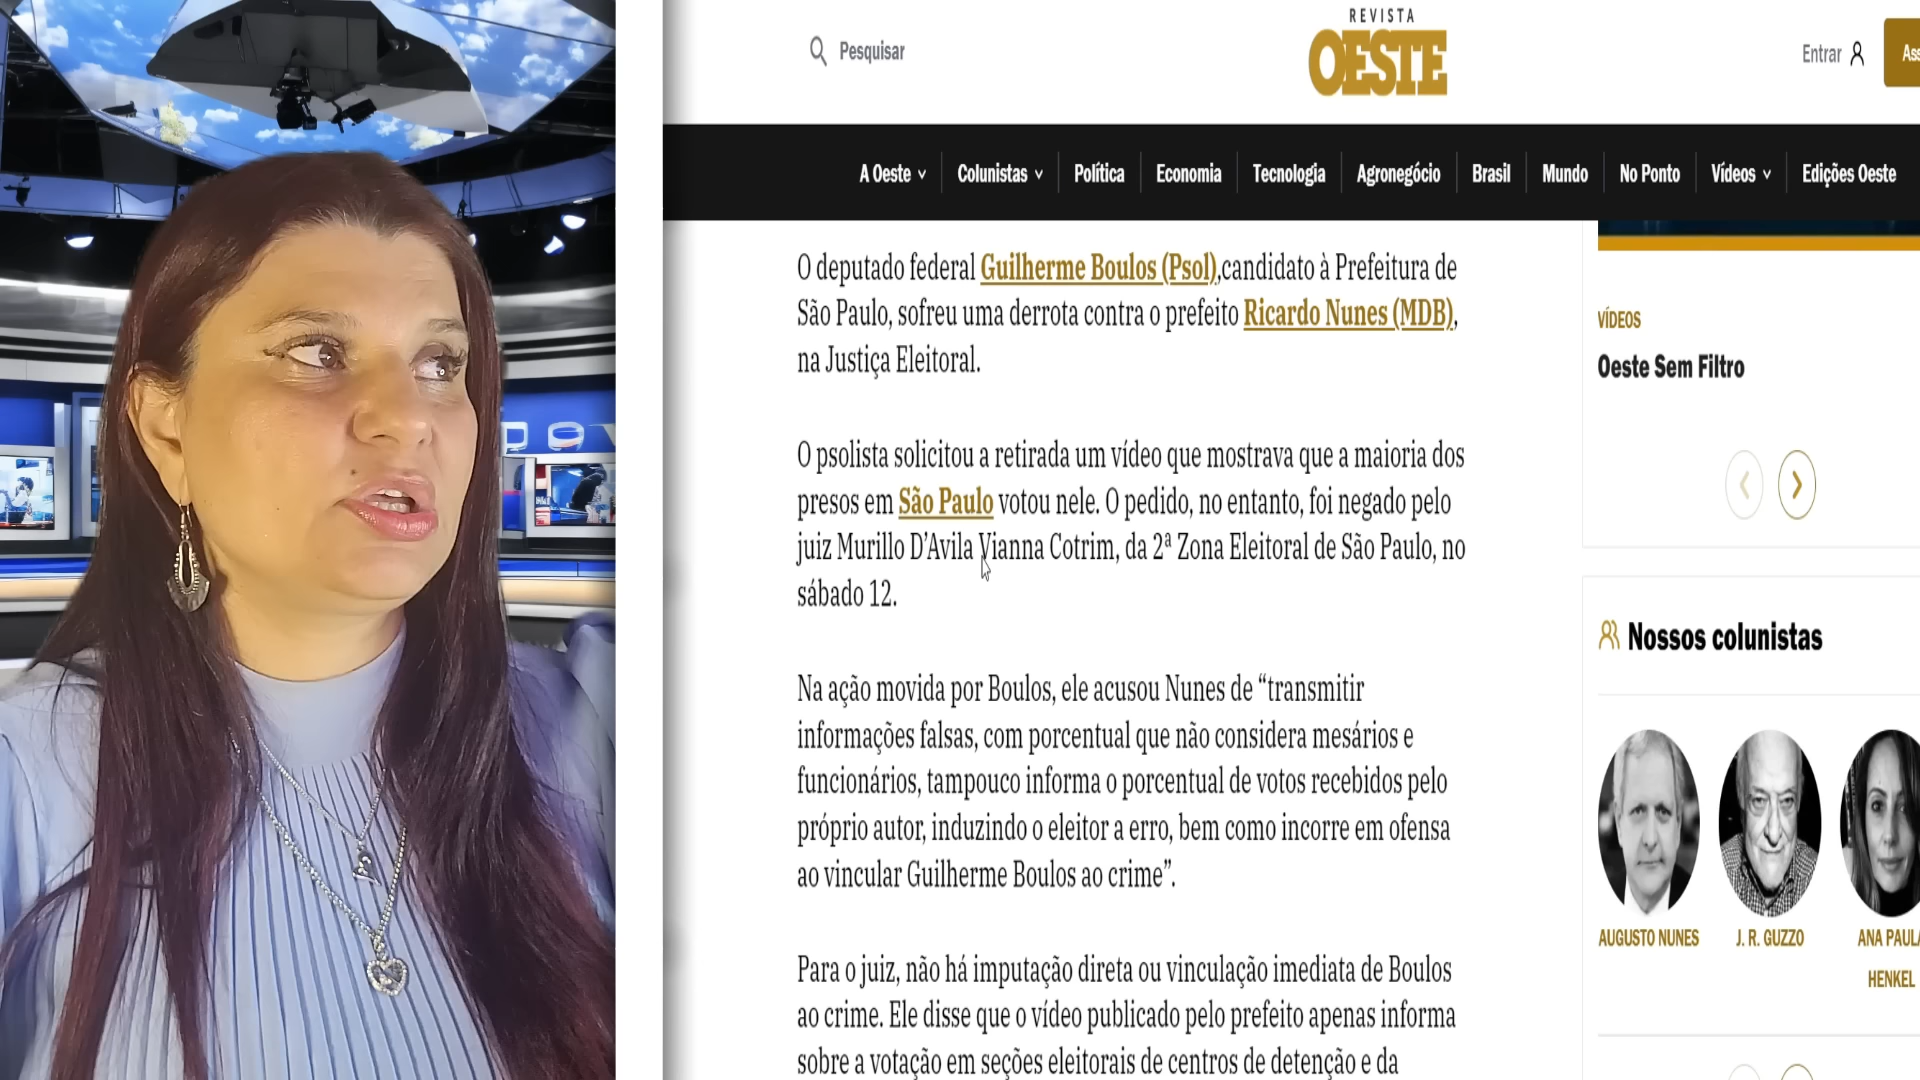 REVISTA
OESTE
Pesquisar
Entrar
A Oeste
Colunistas
Política
Economia
Tecnologia
Agronegócio
Brasil
Mundo
No Ponto
Vídeos
Edições Oeste
O deputado federal Guilherme Boulos (Psol),candidato à Prefeitura de
São Paulo, sofreu uma derrota contra o prefeito Ricardo Nunes (MDB),
na Justiça Eleitoral.
O psolista solicitou a retirada um vídeo que mostrava que a maioria dos
presos em São Paulo votou nele. O pedido, no entanto, foi negado pelo
juiz Murillo D’Avila Vianna Cotrim, da 2ª Zona Eleitoral de São Paulo, no
sábado 12.
Na ação movida por Boulos, ele acusou Nunes de “transmitir
informações falsas, com porcentual que não considera mesários e
funcionários, tampouco informa o porcentual de votos recebidos pelo
próprio autor, induzindo o eleitor a erro, bem como incorre em ofensa
ao vincular Guilherme Boulos ao crime”.
Para o juiz, não há imputação direta ou vinculação imediata de Boulos
ao crime. Ele disse que o vídeo publicado pelo prefeito apenas informa
sobre a votação em seções eleitorais de centros de detenção e da
VÍDEOS
Oeste Sem Filtro
Nossos colunistas
AUGUSTO NUNES
J. R. GUZZO
ANA PAULA
HENKEL